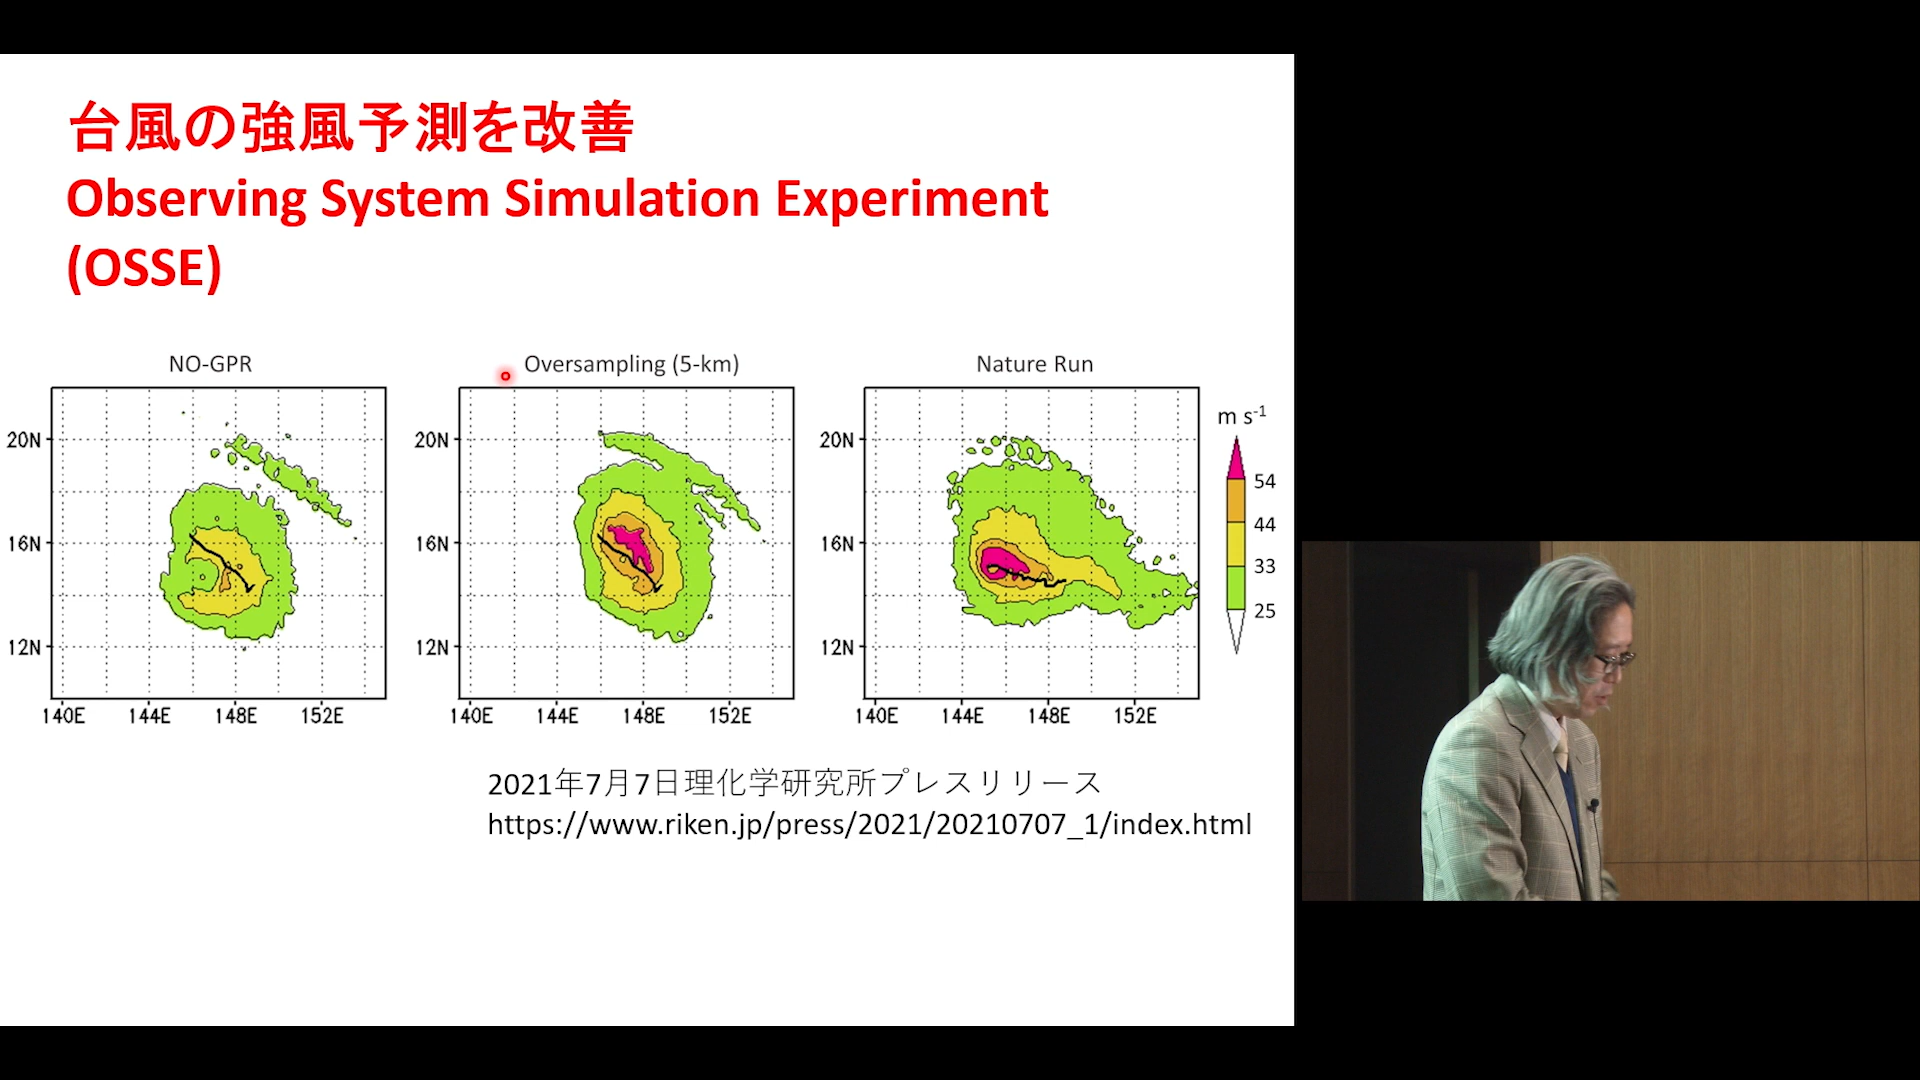 台風の強風予測を改善
Observing System Simulation Experiment
(OSSE)
NO-GPR
Oversampling (5-km)
Nature Run
m s-1
20N
16N
12N
140E 144E 148E 152E
20N
16N
12N
140E 144E 148E 152E
20N
16N
12N
140E 144E 148E 152E
54
44
33
25
2021年7月7日理化学研究所プレスリリース
https://www.riken.jp/press/2021/20210707_1/index.html